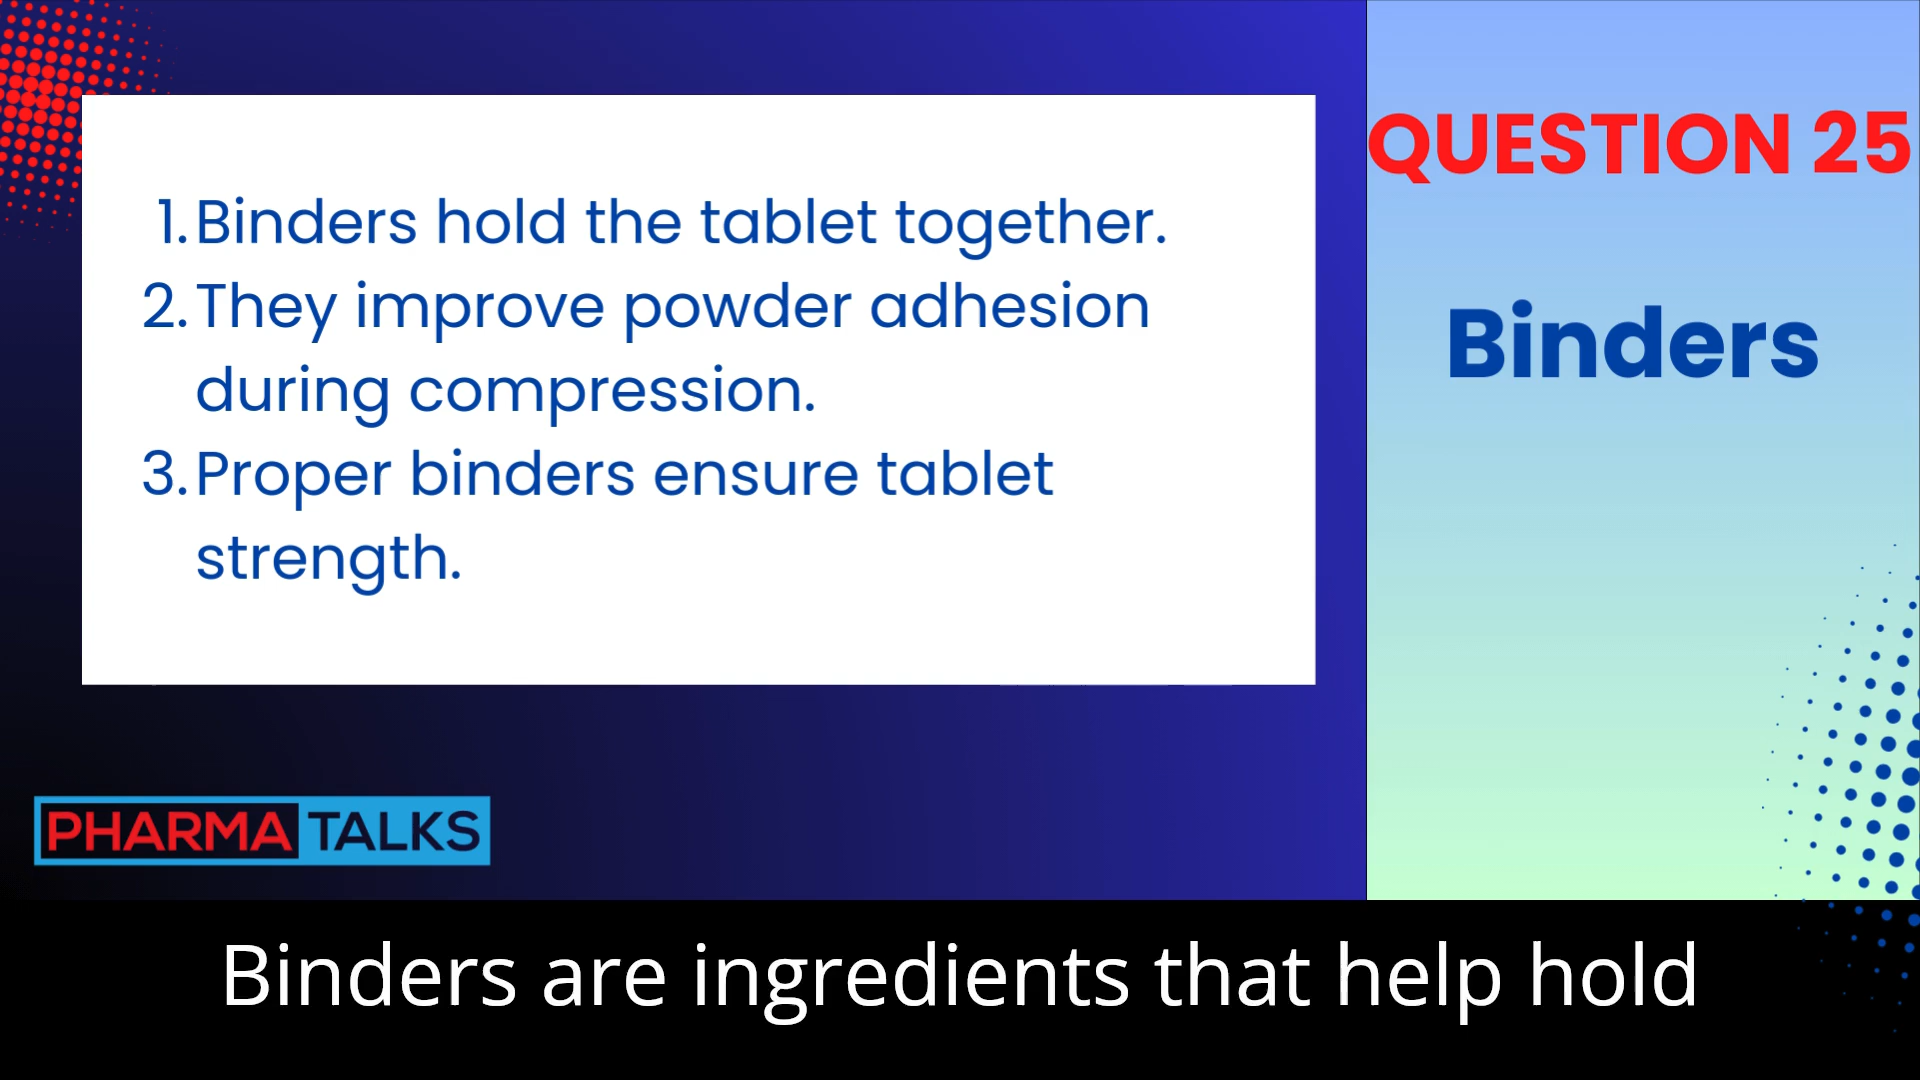 1. Binders hold the tablet together.
2. They improve powder adhesion
during compression.
3. Proper binders ensure tablet
strength.
QUESTION 25
Binders
PHARMA TALKS
Binders are ingredients that help hold